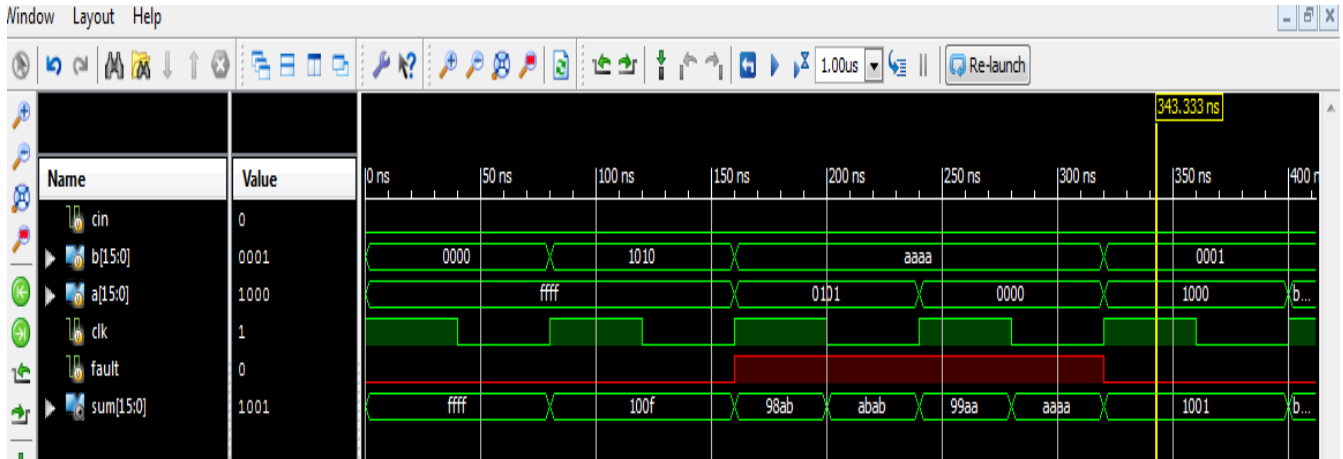 Window Layout Help
1.00us Re-launch
343.333 ns
Name Value 0 ns 50 ns 100 ns 150 ns 200 ns 250 ns 300 ns 350 ns 400 n
cin 0
b[15:0] 0001 0000 1010 aaaa 0001
a[15:0] 1000 ffff 0101 0000 1000 b...
clk 1
fault 0
sum[15:0] 1001 ffff 100f 98ab abab 99aa aaaa 1001 b...